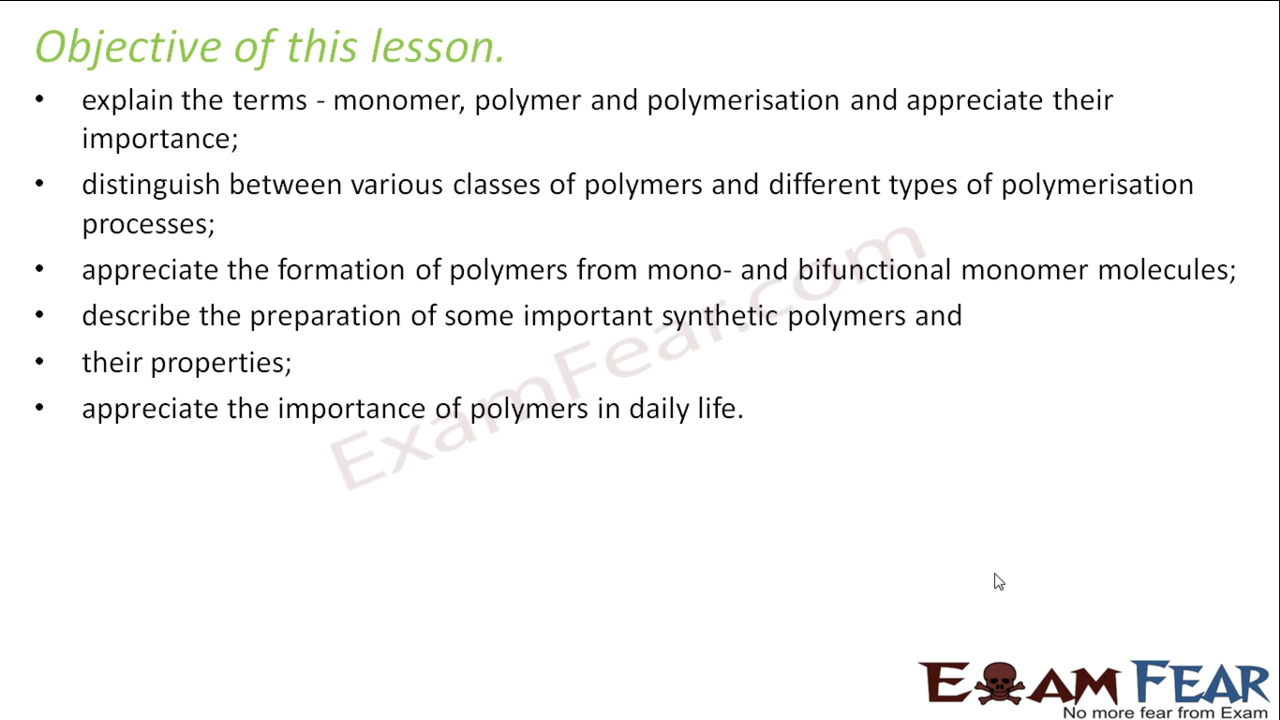 Objective of this lesson.
• explain the terms - monomer, polymer and polymerisation and appreciate their
importance;
• distinguish between various classes of polymers and different types of polymerisation
processes;
• appreciate the formation of polymers from mono- and bifunctional monomer molecules;
• describe the preparation of some important synthetic polymers and
• their properties;
• appreciate the importance of polymers in daily life.
ExamFear.com
EXAM FEAR
No more fear from Exam